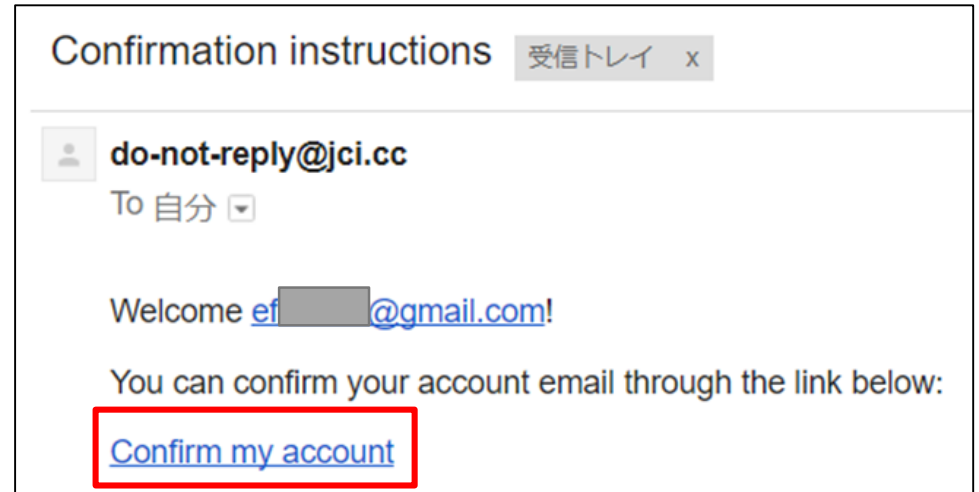 Confirmation instructions 受信トレイ x
do-not-reply@jci.cc
To 自分
Welcome ef @gmail.com!
You can confirm your account email through the link below:
Confirm my account